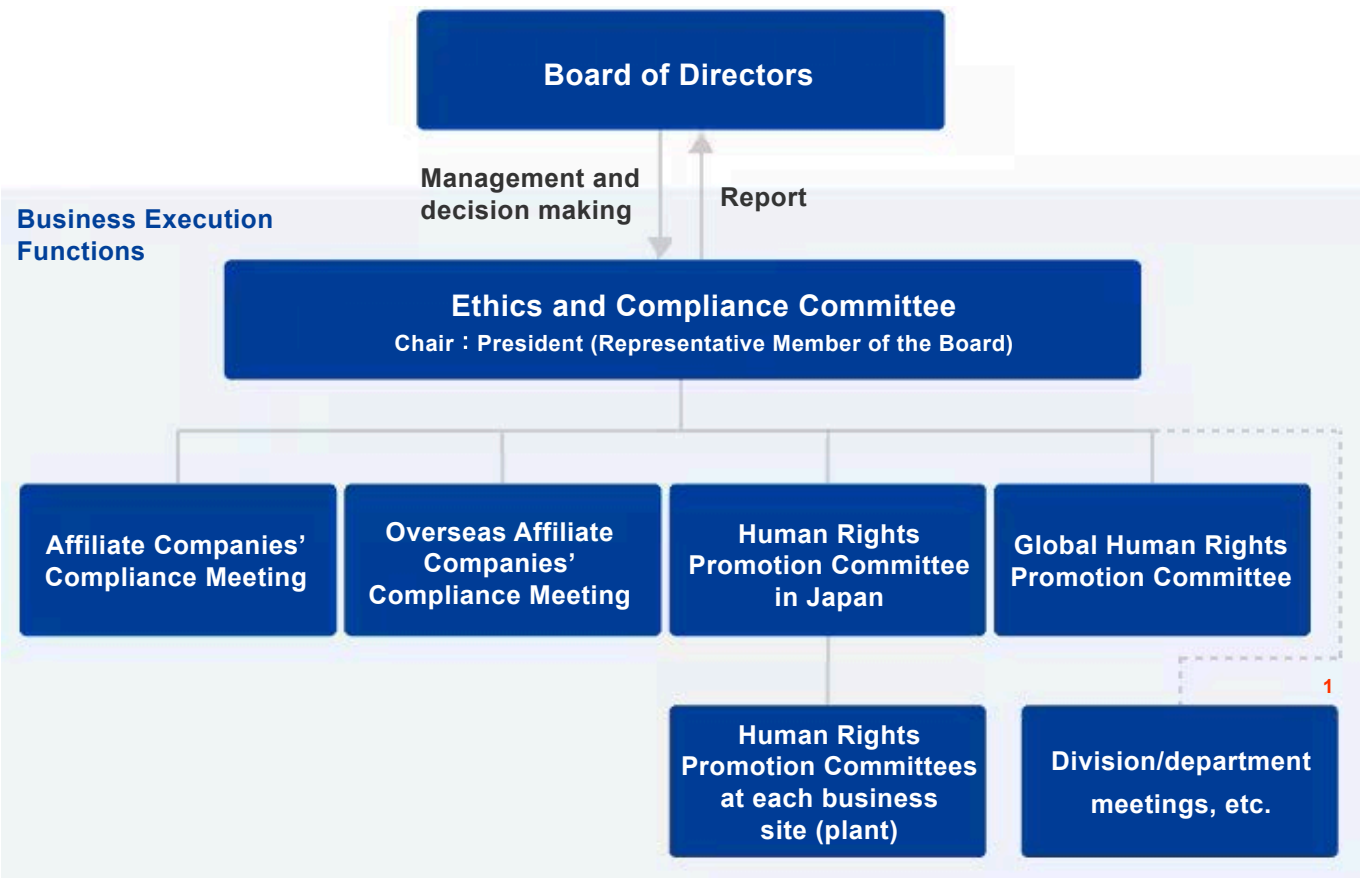 Board of Directors
Management and
decision making
Report
Business Execution
Functions
Ethics and Compliance Committee
Chair：President (Representative Member of the Board)
Affiliate Companies’
Compliance Meeting
Overseas Affiliate
Companies’
Compliance Meeting
Human Rights
Promotion Committee
in Japan
Global Human Rights
Promotion Committee
1
Human Rights
Promotion Committees
at each business
site (plant)
Division/department
meetings, etc.